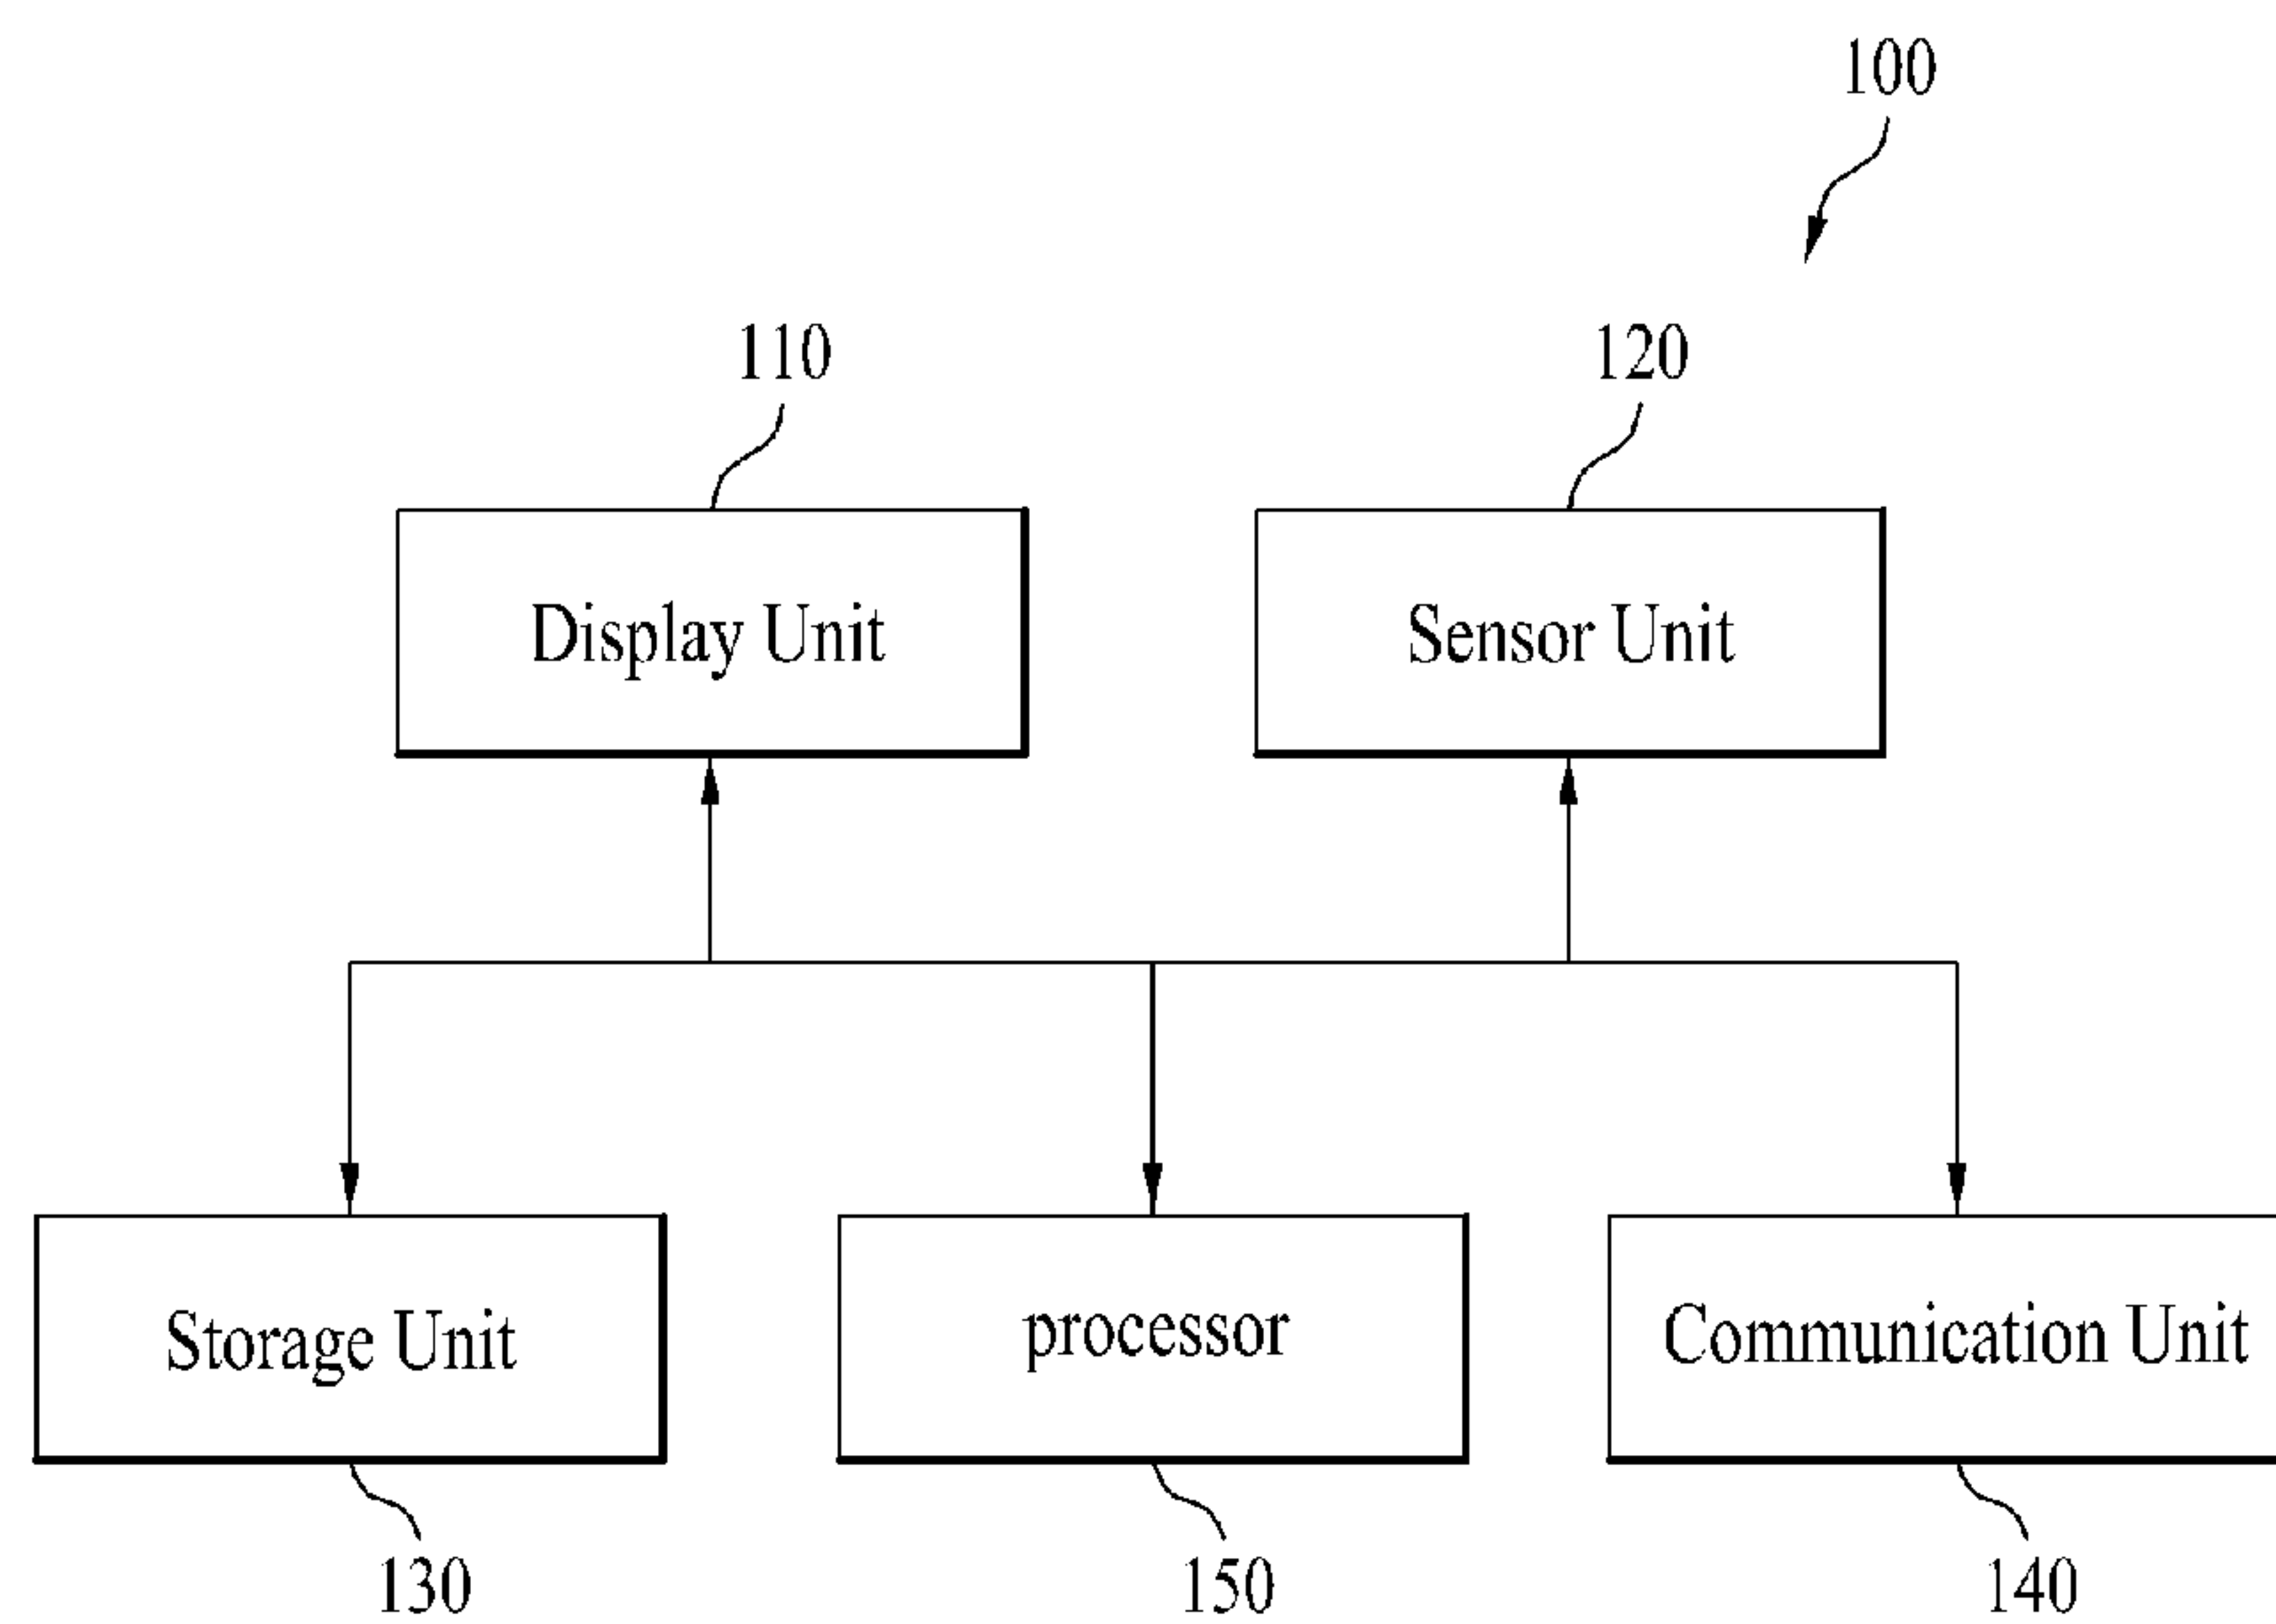 100
110
120
Display Unit
Sensor Unit
Storage Unit
processor
Communication Unit
130
150
140